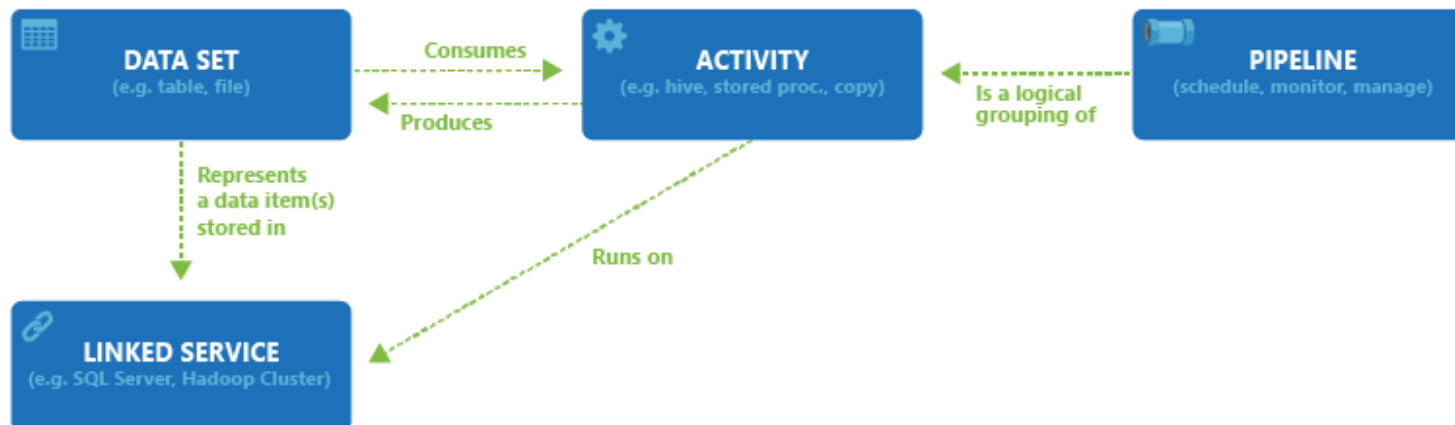 DATA SET
(e.g. table, file)
Consumes
Produces
ACTIVITY
(e.g. hive, stored proc., copy)
Is a logical
grouping of
PIPELINE
(schedule, monitor, manage)
Represents
a data item(s)
stored in
Runs on
LINKED SERVICE
(e.g. SQL Server, Hadoop Cluster)